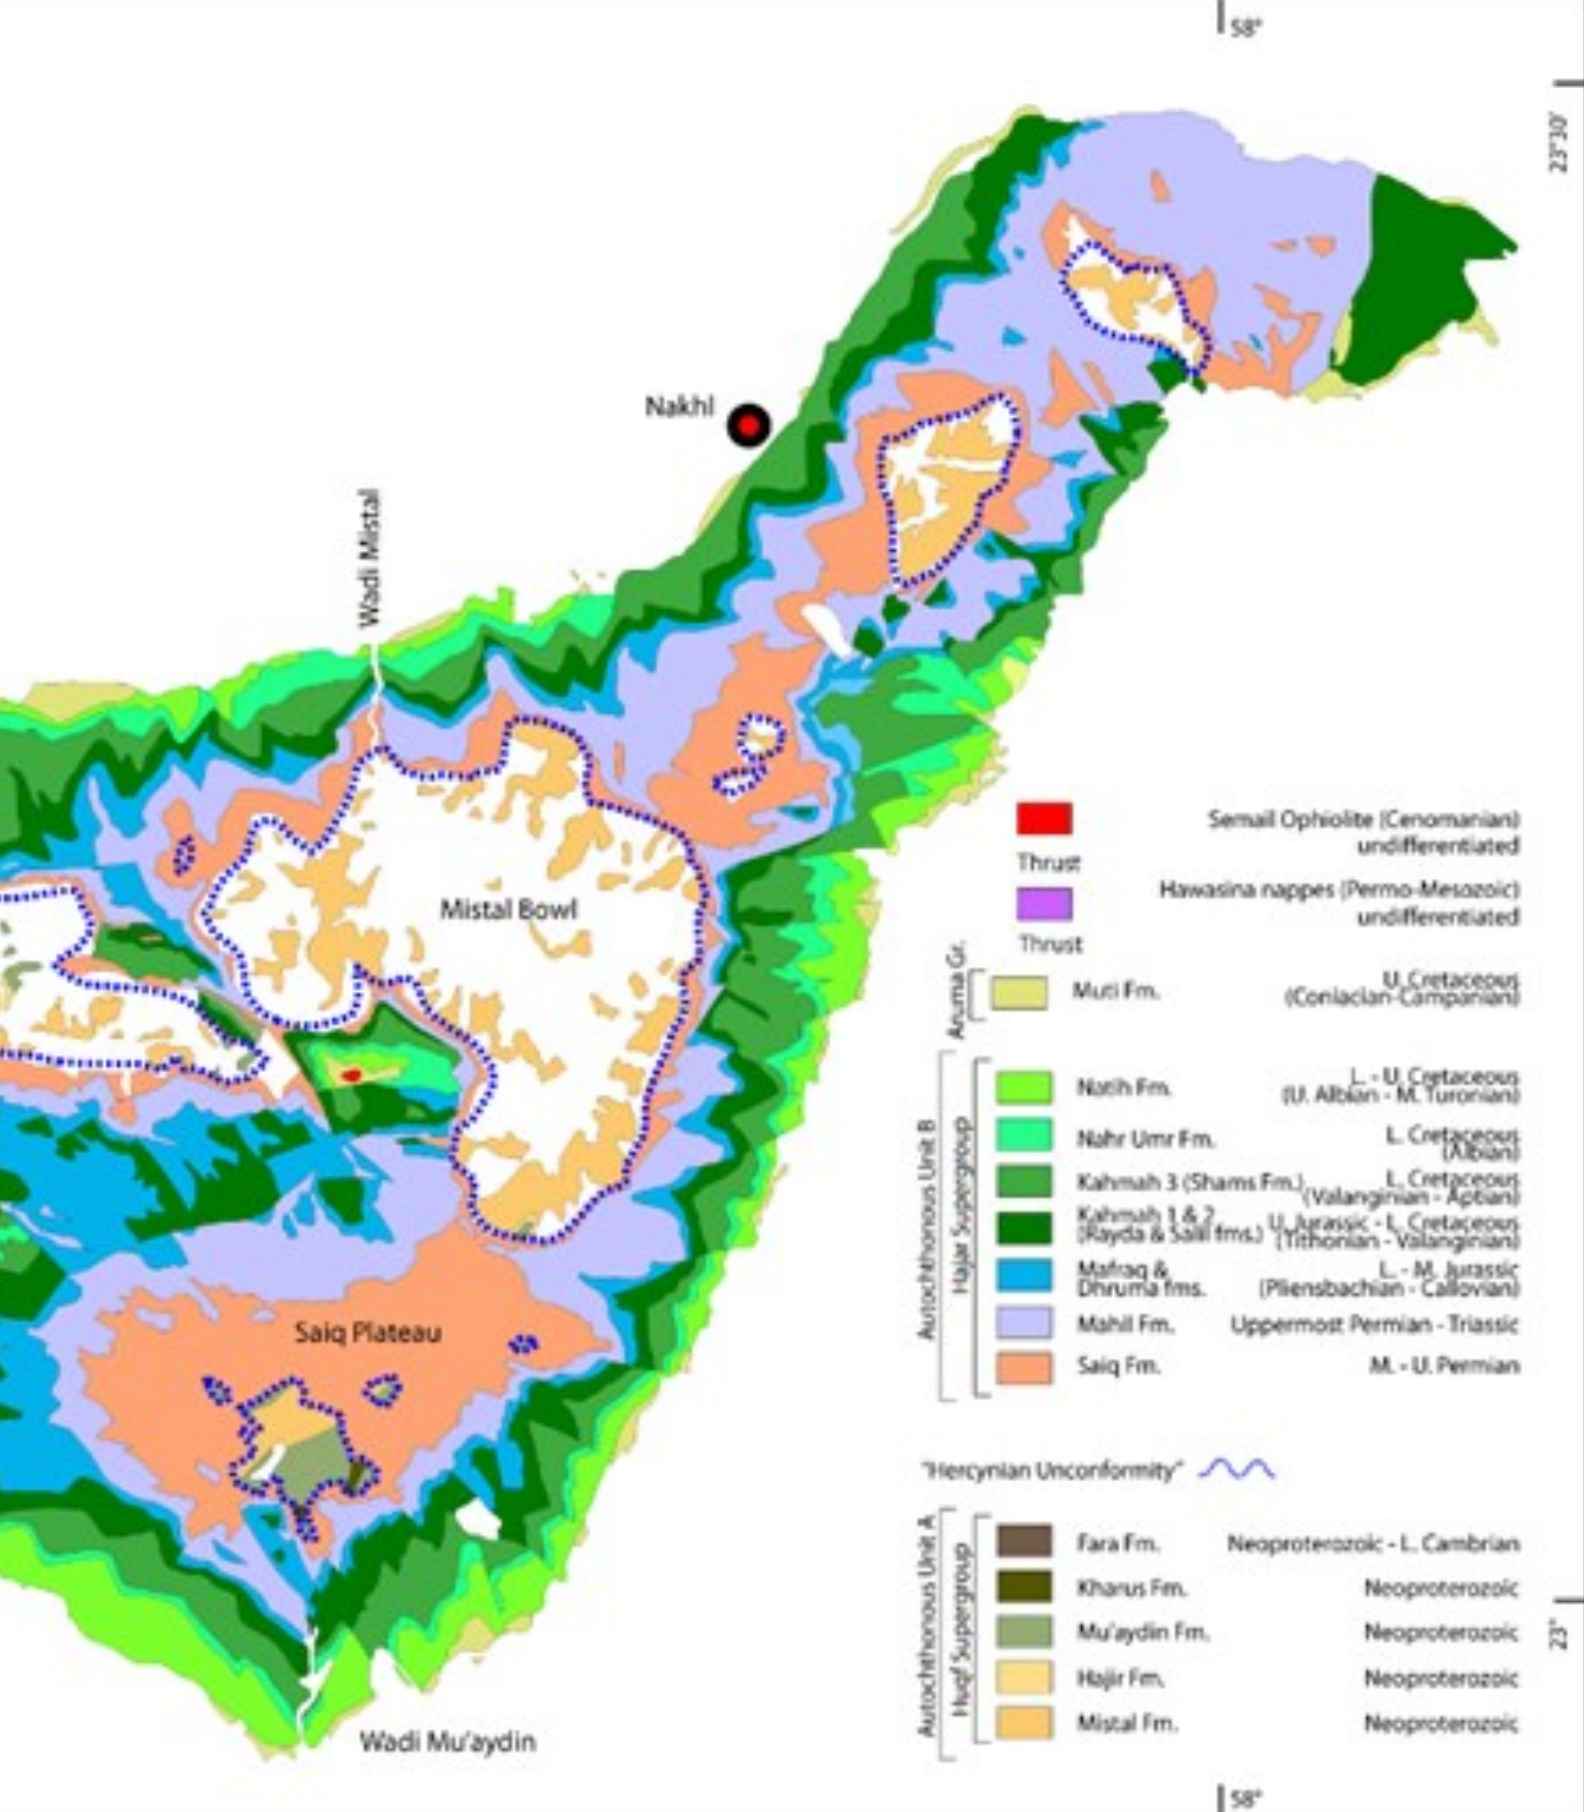 58°
23°30'
Nakhl
Wadi Mistal
Mistal Bowl
Saiq Plateau
Wadi Mu'aydin
Semail Ophiolite (Cenomanian)
undifferentiated
Thrust
Hawasina nappes (Permo-Mesozoic)
undifferentiated
Thrust
Aruma Gr.
Muti Fm. U. Cretaceous
(Coniacian-Campanian)
Autochthonous Unit B
Hajar Supergroup
Natih Fm. L. - U. Cretaceous
(U. Albian - M. Turonian)
Nahr Umr Fm. L. Cretaceous
(Albian)
Kahmah 3 (Shams Fm.) L. Cretaceous
(Valanginian - Aptian)
Kahmah 1 & 2 U. Jurassic - L. Cretaceous
(Rayda & Salil fms.) (Tithonian - Valanginian)
Mafraq & L. - M. Jurassic
Dhruma fms. (Pliensbachian - Callovian)
Mahil Fm. Uppermost Permian - Triassic
Saiq Fm. M. - U. Permian
"Hercynian Unconformity"
Autochthonous Unit A
Huqf Supergroup
Fara Fm. Neoproterozoic - L. Cambrian
Kharus Fm. Neoproterozoic
Mu'aydin Fm. Neoproterozoic
Hajir Fm. Neoproterozoic
Mistal Fm. Neoproterozoic
23°
58°